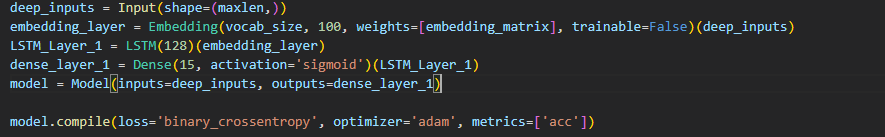 deep_inputs = Input(shape=(maxlen,))
embedding_layer = Embedding(vocab_size, 100, weights=[embedding_matrix], trainable=False)(deep_inputs)
LSTM_Layer_1 = LSTM(128)(embedding_layer)
dense_layer_1 = Dense(15, activation='sigmoid')(LSTM_Layer_1)
model = Model(inputs=deep_inputs, outputs=dense_layer_1)
model.compile(loss='binary_crossentropy', optimizer='adam', metrics=['acc'])